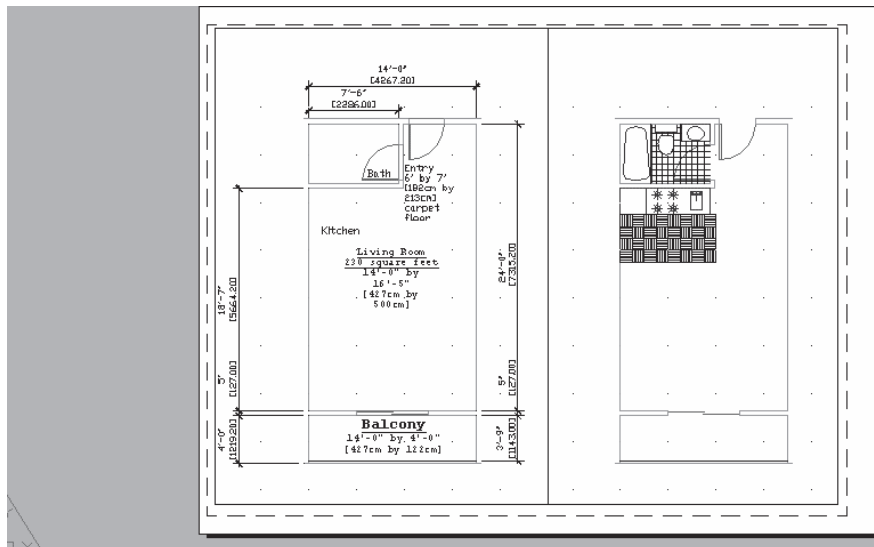 14'-0"
[4267.20]
7'-6"
[2286.00]
Bath
Entry
6' by 7'
[182cm by
213cm]
carpet
floor
Kitchen
Living Room
230 square feet
14'-0" by
16'-5"
[427cm by
500cm]
18'-7"
[5664.20]
24'-0"
[7315.20]
5"
[127.00]
5"
[127.00]
Balcony
14'-0" by 4'-0"
[427cm by 122cm]
4'-0"
[1219.20]
3'-9"
[1143.00]